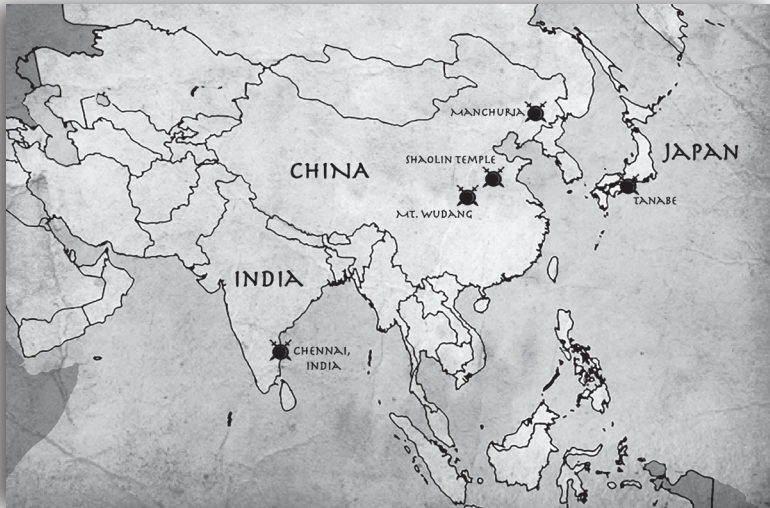 MANCHURIA
JAPAN
SHAOLIN TEMPLE
CHINA
TANABE
MT. WUDANG
INDIA
CHENNAI,
INDIA